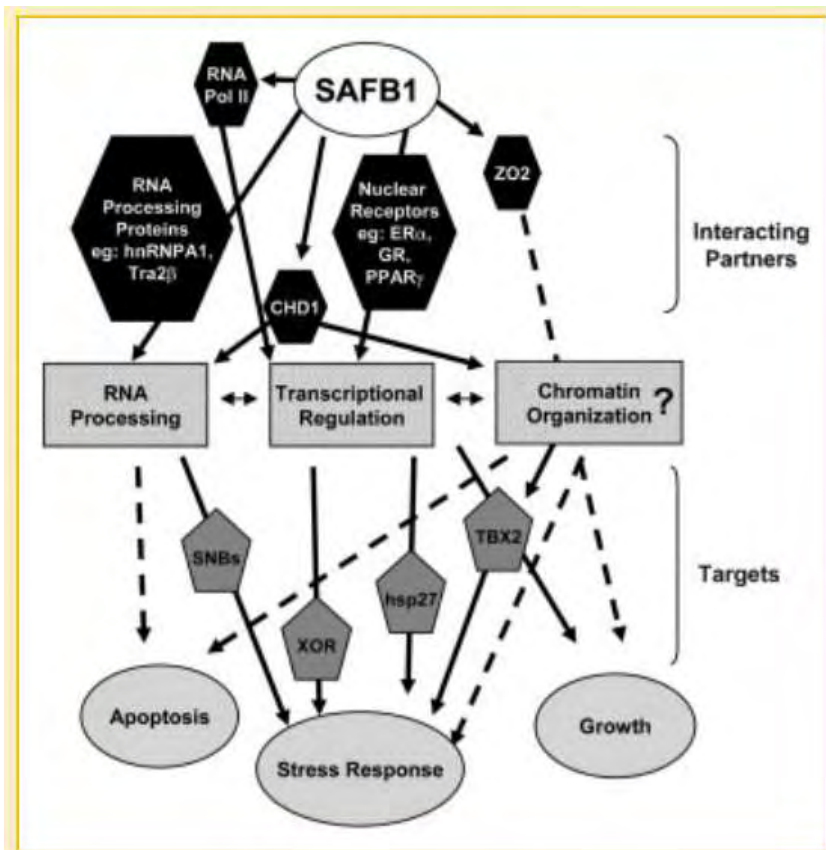 SAFB1
RNA
Pol II
ZO2
RNA
Processing
Proteins
eg: hnRNPA1,
Tra2β
Nuclear
Receptors
eg: ERα,
GR,
PPARγ
Interacting
Partners
CHD1
RNA
Processing
Transcriptional
Regulation
Chromatin
Organization ?
SNBs
TBX2
hsp27
XOR
Targets
Apoptosis
Growth
Stress Response